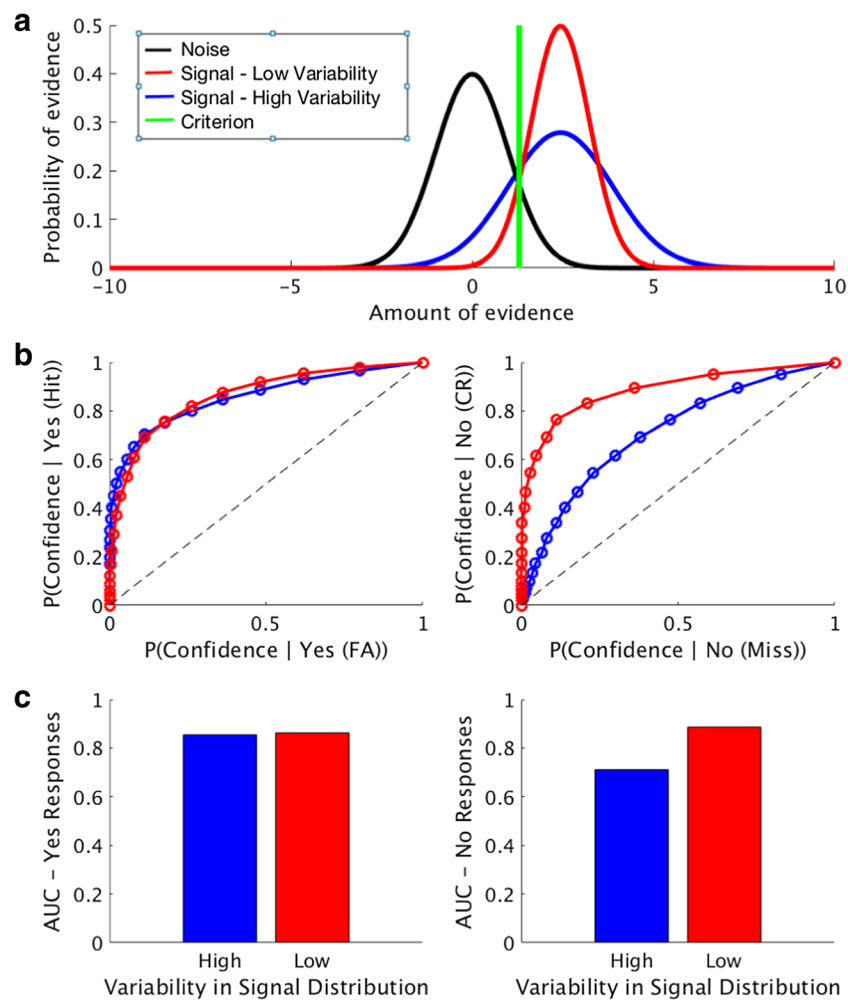 a
Probability of evidence
0.5
0.4
0.3
0.2
0.1
0
Noise
Signal - Low Variability
Signal - High Variability
Criterion
−10
−5
0
5
10
Amount of evidence
b
P(Confidence | Yes (Hit))
1
0.8
0.6
0.4
0.2
0
0
0.5
1
P(Confidence | Yes (FA))
P(Confidence | No (CR))
1
0.8
0.6
0.4
0.2
0
0
0.5
1
P(Confidence | No (Miss))
c
AUC − Yes Responses
1
0.8
0.6
0.4
0.2
0
High
Low
Variability in Signal Distribution
AUC − No Responses
1
0.8
0.6
0.4
0.2
0
High
Low
Variability in Signal Distribution